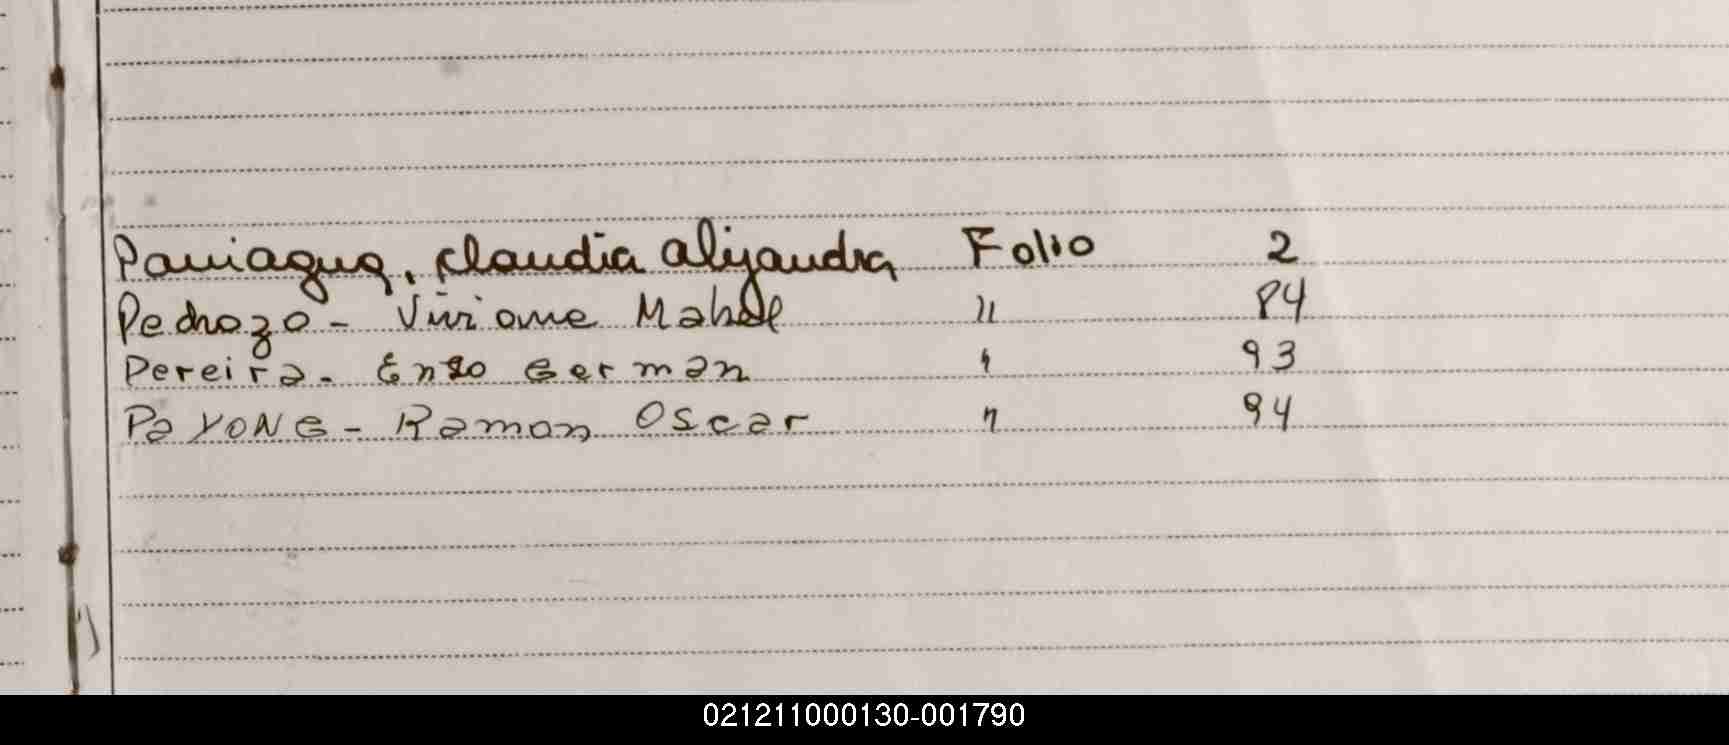 Paniagua, Claudia Alejandra Folio 2
Pedrozo - Viviane Mabel " 84
Pereira. Enzo German " 93
PaYONE - Ramon Oscar " 94
021211000130-001790